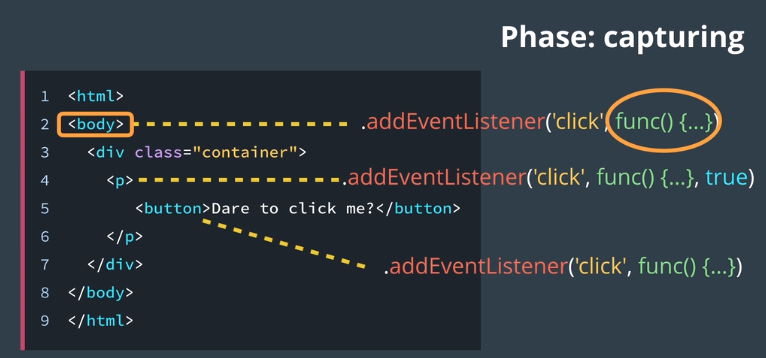 Phase: capturing
1 <html>
2 <body>
.addEventListener('click', func() {...})
3 <div class="container">
4 <p>
.addEventListener('click', func() {...}, true)
5 <button>Dare to click me?</button>
6 </p>
7 </div>
.addEventListener('click', func() {...})
8 </body>
9 </html>